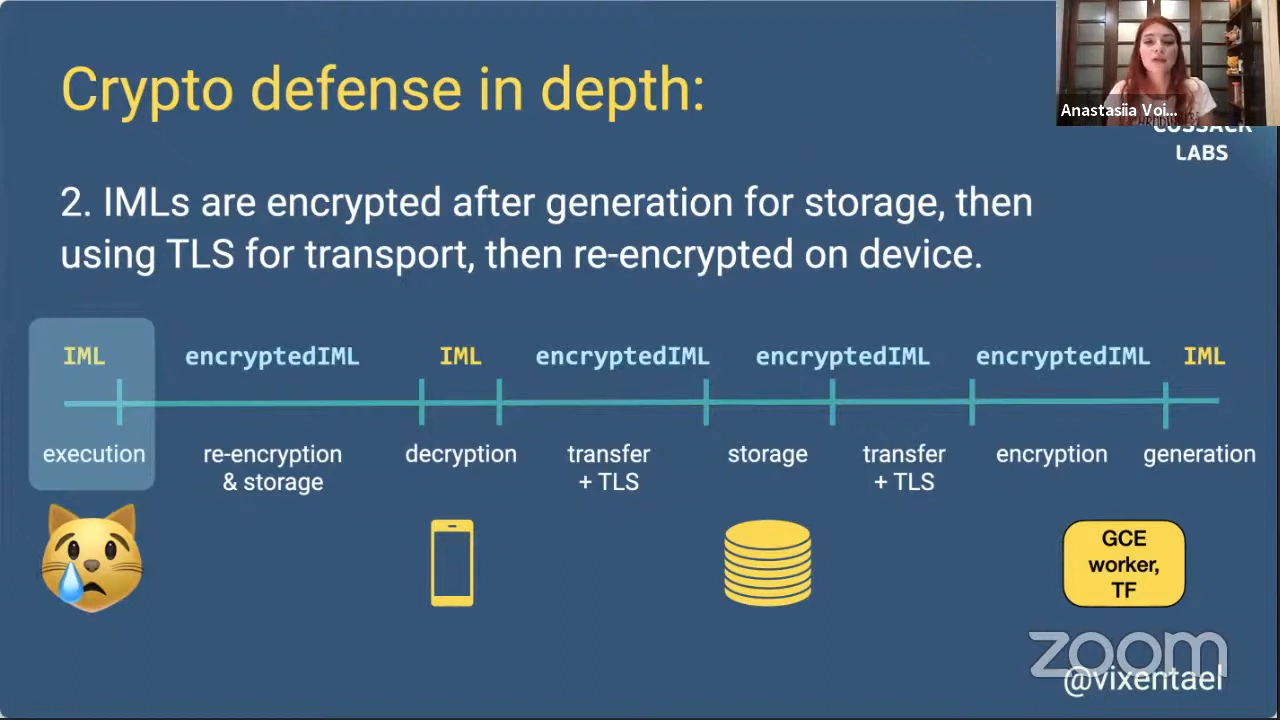 Crypto defense in depth:
Anastasiia Voi...
COSSACK
LABS
2. IMLs are encrypted after generation for storage, then
using TLS for transport, then re-encrypted on device.
IML encryptedIML IML encryptedIML encryptedIML encryptedIML IML
execution re-encryption decryption transfer storage transfer encryption generation
& storage + TLS + TLS
GCE
worker,
TF
zoom
@vixentael